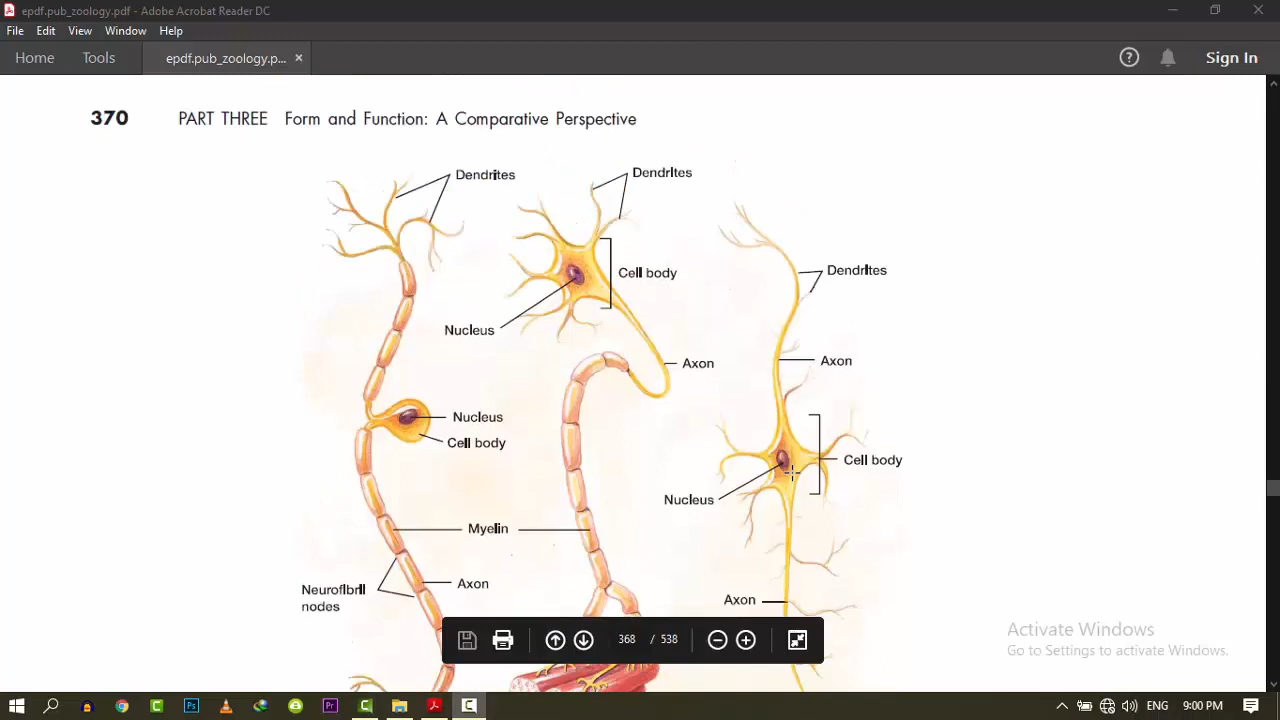 epdf.pub_zoology.pdf - Adobe Acrobat Reader DC
File Edit View Window Help
Home Tools epdf.pub_zoology.p... × Sign In
370 PART THREE Form and Function: A Comparative Perspective
Dendrites
Dendrites
Dendrites
Cell body
Nucleus
Axon
Axon
Nucleus
Cell body
Cell body
Nucleus
Myelin
Axon
Neurofibril
nodes
Axon
368 / 538
Activate Windows
Go to Settings to activate Windows.
ENG 9:00 PM